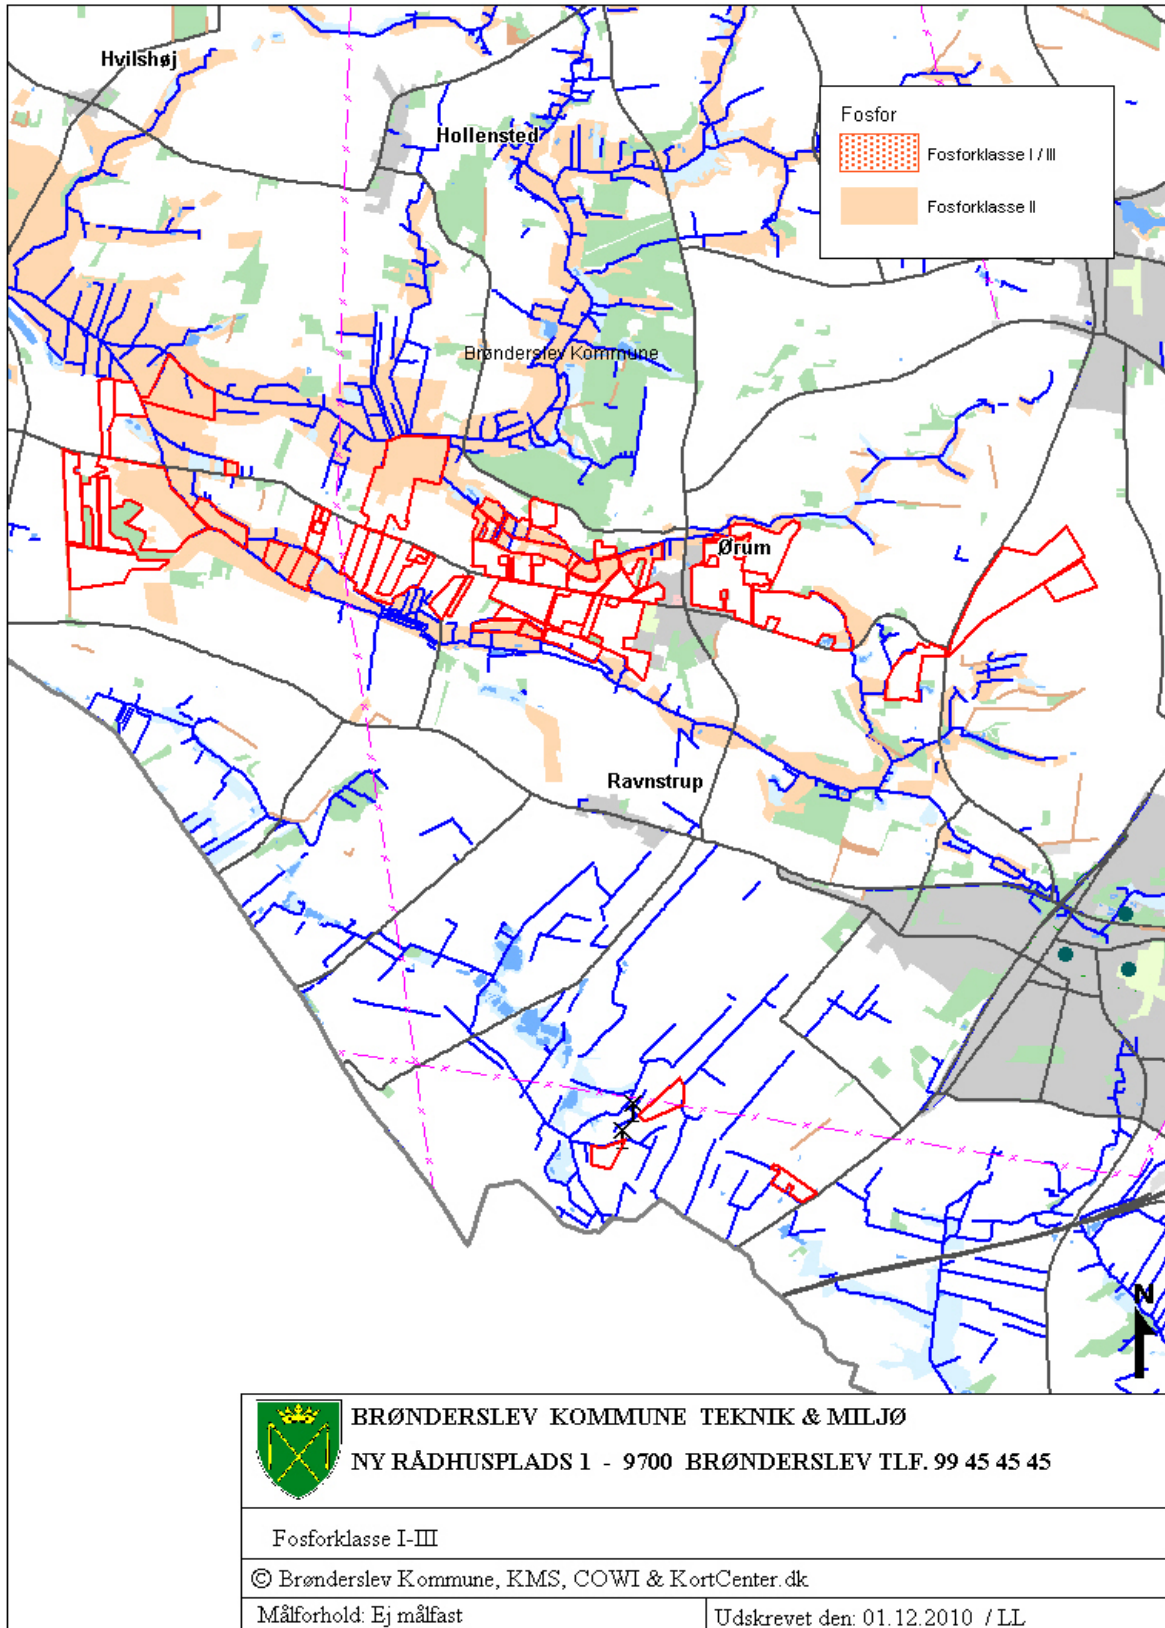 Hvilshøj
Hollensted
Fosfor
Fosforklasse I / III
Fosforklasse II
Brønderslev Kommune
Ørum
Ravnstrup
N
BRØNDERSLEV KOMMUNE TEKNIK & MILJØ
NY RÅDHUSPLADS 1 - 9700 BRØNDERSLEV TLF. 99 45 45 45
Fosforklasse I-III
© Brønderslev Kommune, KMS, COWI & KortCenter.dk
Målforhold: Ej målfast
Udskrevet den: 01.12.2010 / LL